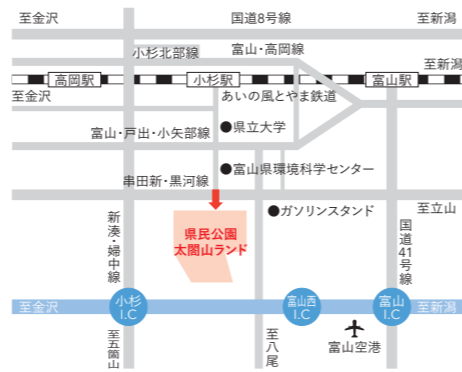 至金沢
国道8号線
至新潟
小杉北部線
富山・高岡線
至新潟
高岡駅
小杉駅
富山駅
至金沢
あいの風とやま鉄道
●県立大学
富山・戸出・小矢部線
●富山県環境科学センター
串田新・黒河線
●ガソリンスタンド
至立山
新湊・婦中線
県民公園
太閤山ランド
国道41号線
至金沢
小杉
I.C
富山西
I.C
富山
I.C
至新潟
至五箇山
至八尾
富山空港